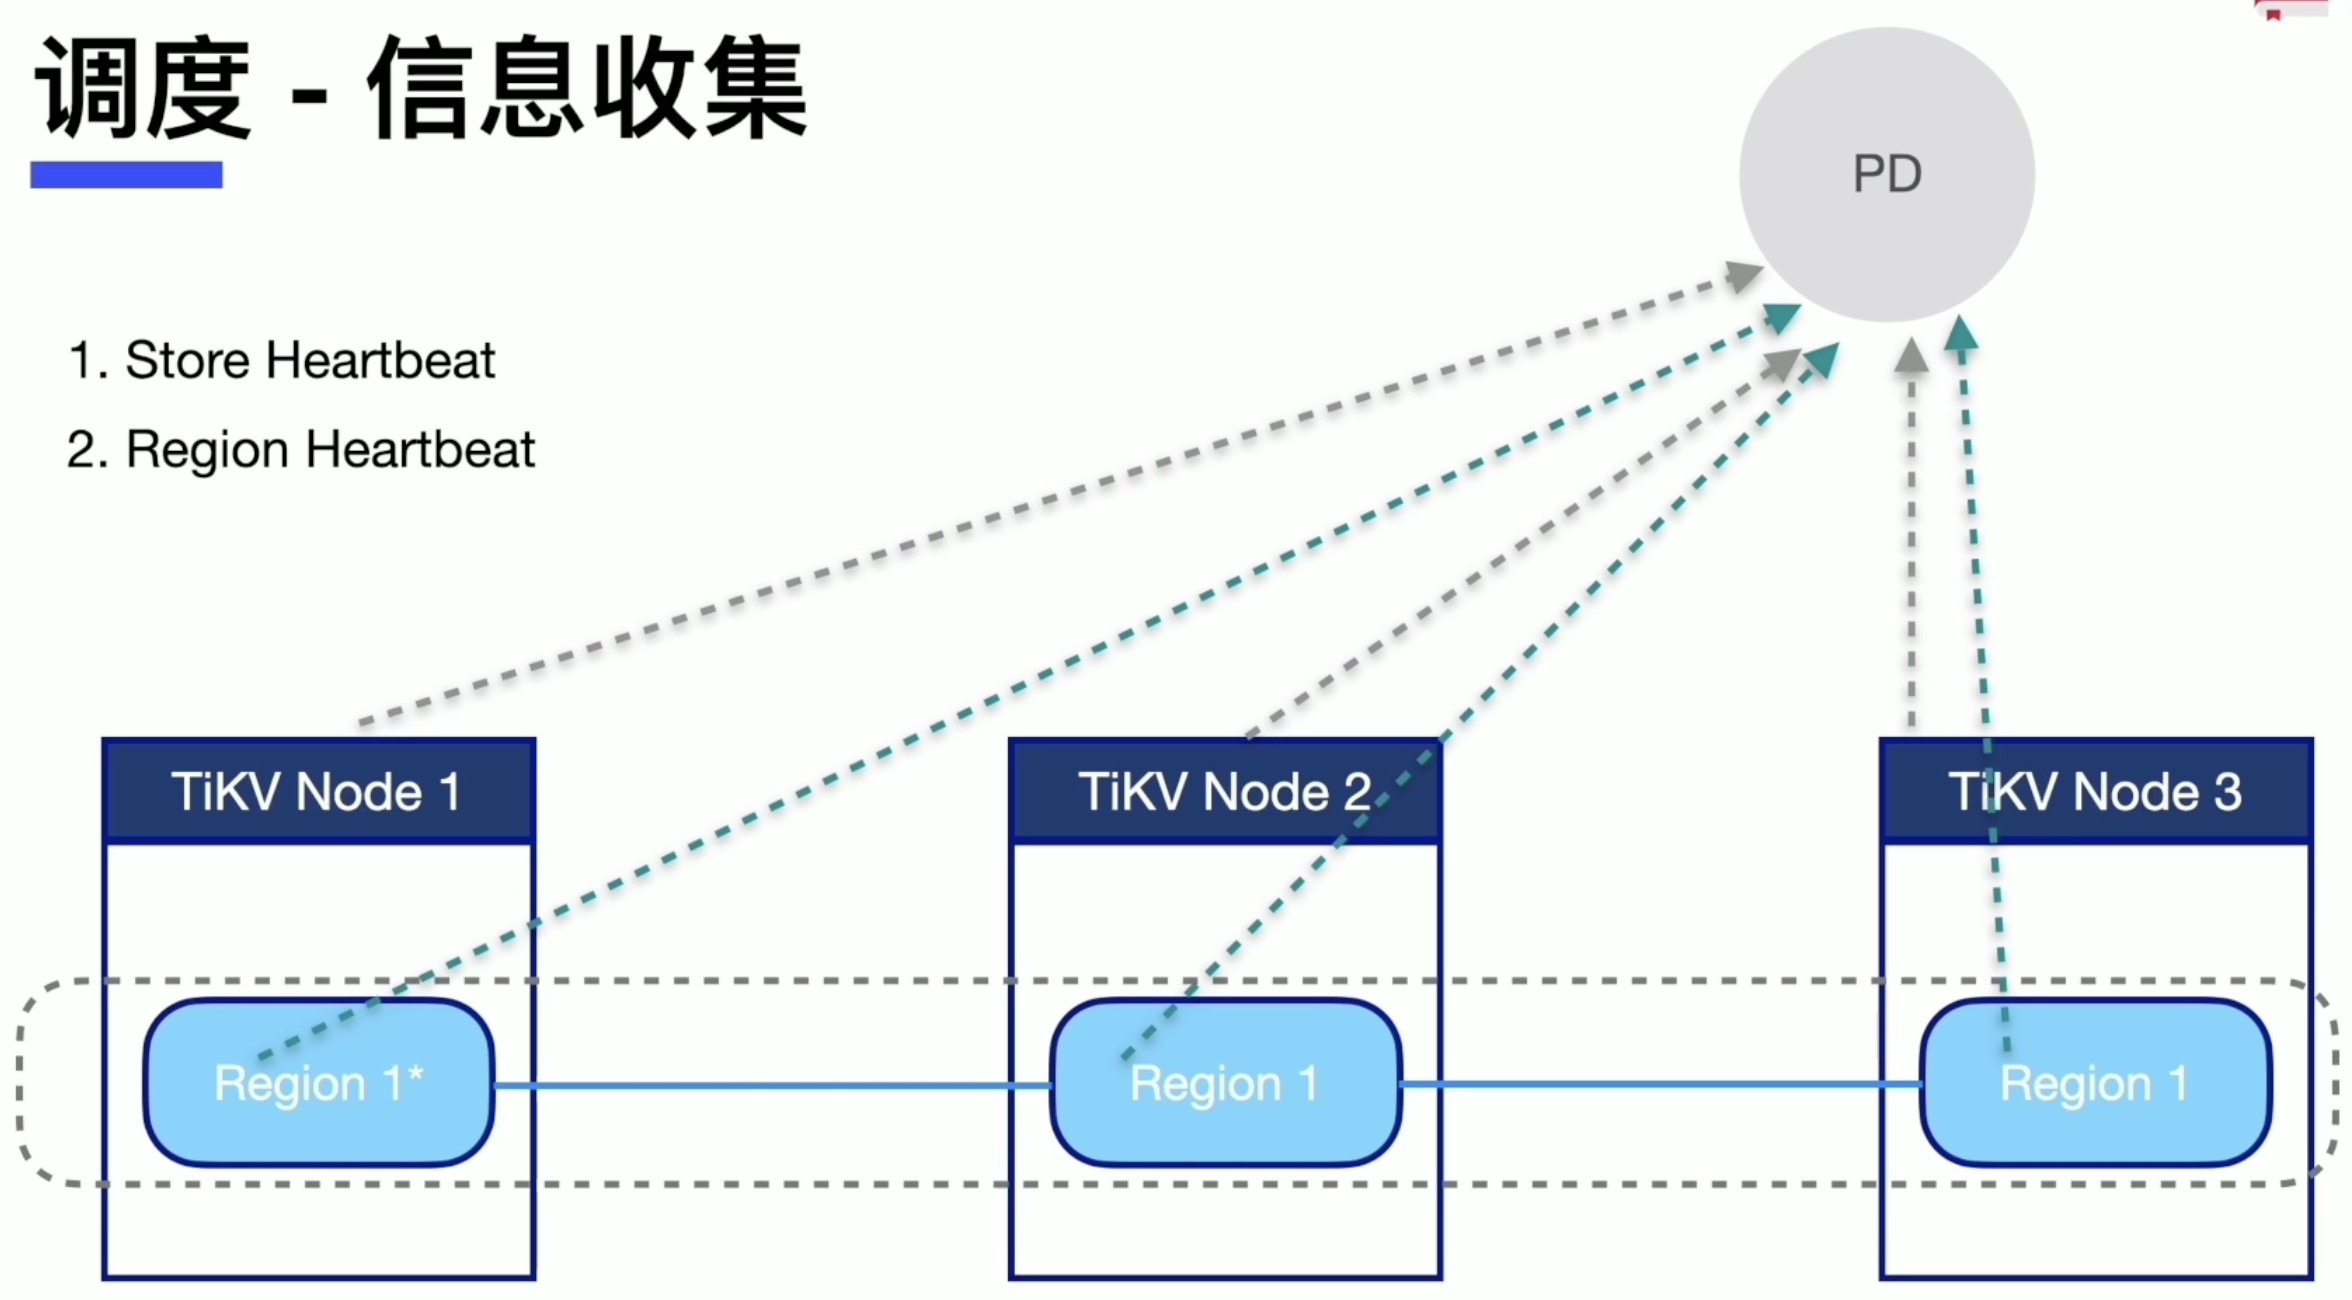 调度 - 信息收集
PD
1. Store Heartbeat
2. Region Heartbeat
TiKV Node 1
TiKV Node 2
TiKV Node 3
Region 1*
Region 1
Region 1